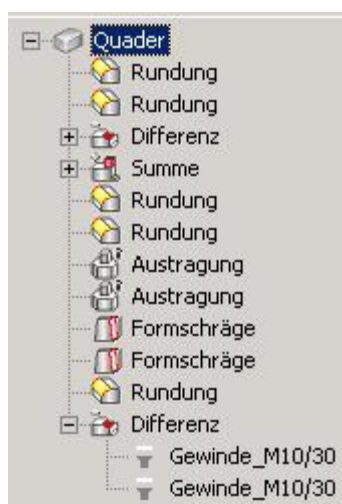 Quader
Rundung
Rundung
Differenz
Summe
Rundung
Rundung
Austragung
Austragung
Formschräge
Formschräge
Rundung
Differenz
Gewinde_M10/30
Gewinde_M10/30